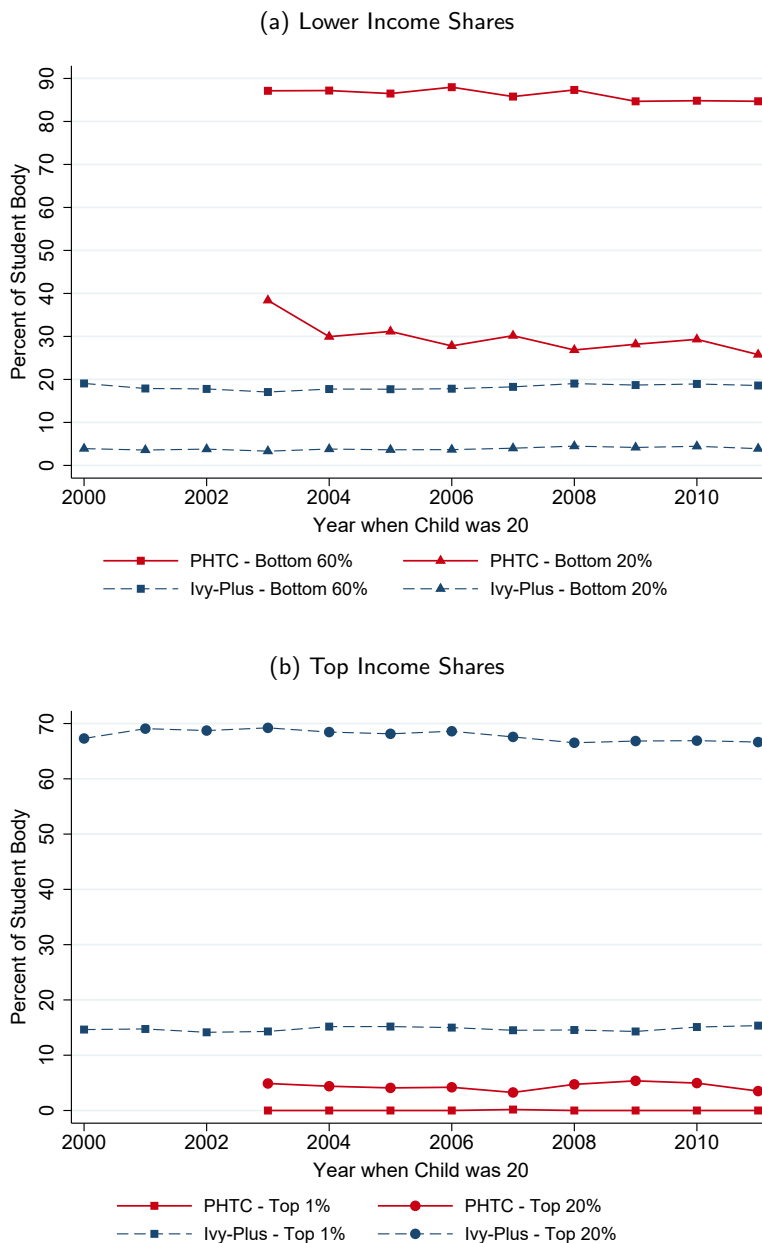 (a) Lower Income Shares
Percent of Student Body
90
80
70
60
50
40
30
20
10
0
2000 2002 2004 2006 2008 2010
Year when Child was 20
PHTC - Bottom 60% PHTC - Bottom 20%
Ivy-Plus - Bottom 60% Ivy-Plus - Bottom 20%
(b) Top Income Shares
Percent of Student Body
70
60
50
40
30
20
10
0
2000 2002 2004 2006 2008 2010
Year when Child was 20
PHTC - Top 1% PHTC - Top 20%
Ivy-Plus - Top 1% Ivy-Plus - Top 20%